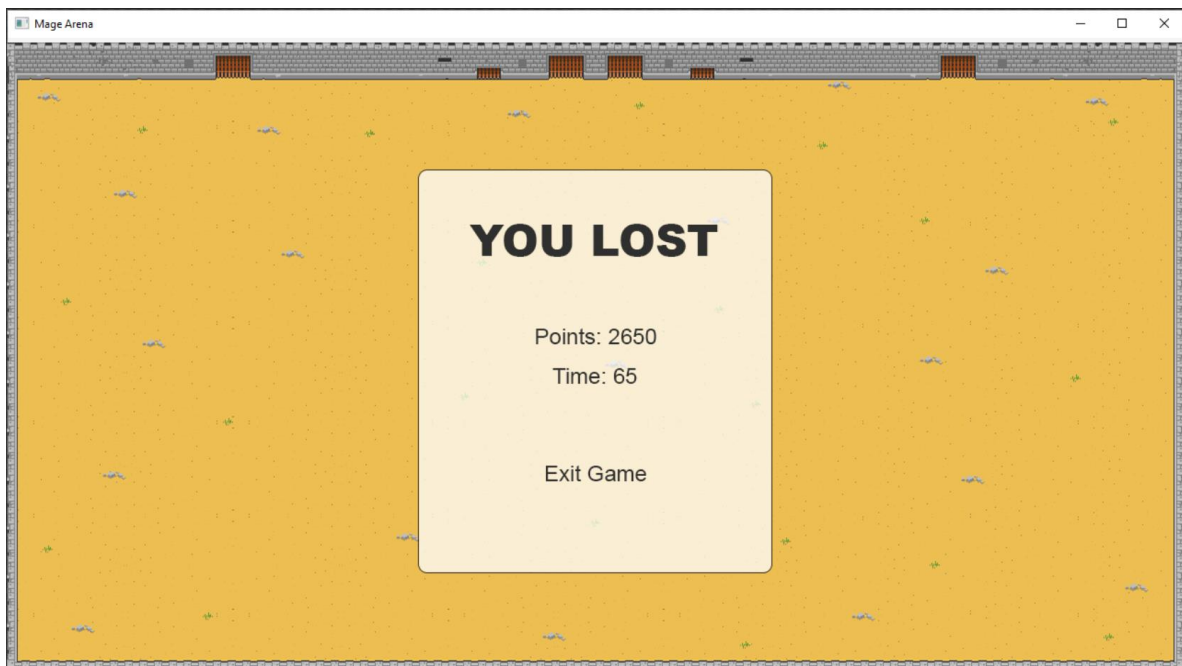 Mage Arena
YOU LOST
Points: 2650
Time: 65
Exit Game